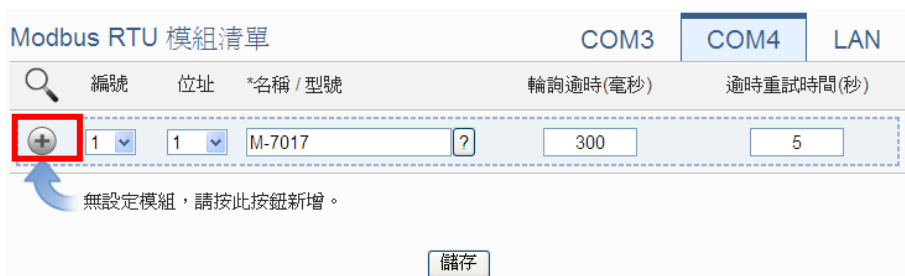 Modbus RTU 模組清單 COM3 COM4 LAN
編號 位址 *名稱 / 型號 輪詢逾時(毫秒) 逾時重試時間(秒)
1 1 M-7017 ? 300 5
無設定模組，請按此按鈕新增。
儲存